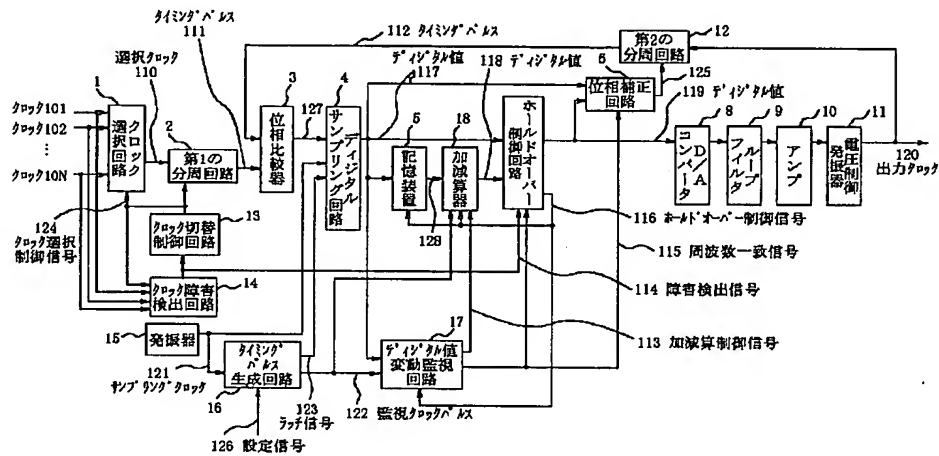 タイミングパルス
111
112 タイミングパルス
12
第2の
分周回路
選択クロック
110
ディジタル値
117
118 ディジタル値
6
位相補正
回路
125
119 ディジタル値
1
クロック101
クロック102
⋮
クロック10N
クロック
選択回路
2
第1の
分周回路
3
位相比較器
127
4
ディジタル
サンプリング回路
5
記憶装置
128
18
加減算器
7
ホールドオーバー
制御回路
8
D/A
コンバータ
9
ループ
フィルタ
10
アンプ
11
電圧制御
発振器
120
出力クロック
124
クロック選択
制御信号
13
クロック切替
制御回路
14
クロック障害
検出回路
116 ホールドオーバー制御信号
115 周波数一致信号
114 障害検出信号
113 加減算制御信号
15
発振器
121
サンプリングクロック
タイミング
パルス
生成回路
16
126 設定信号
123
ラッチ信号
122 監視クロックパルス
17
ディジタル値
変動監視
回路